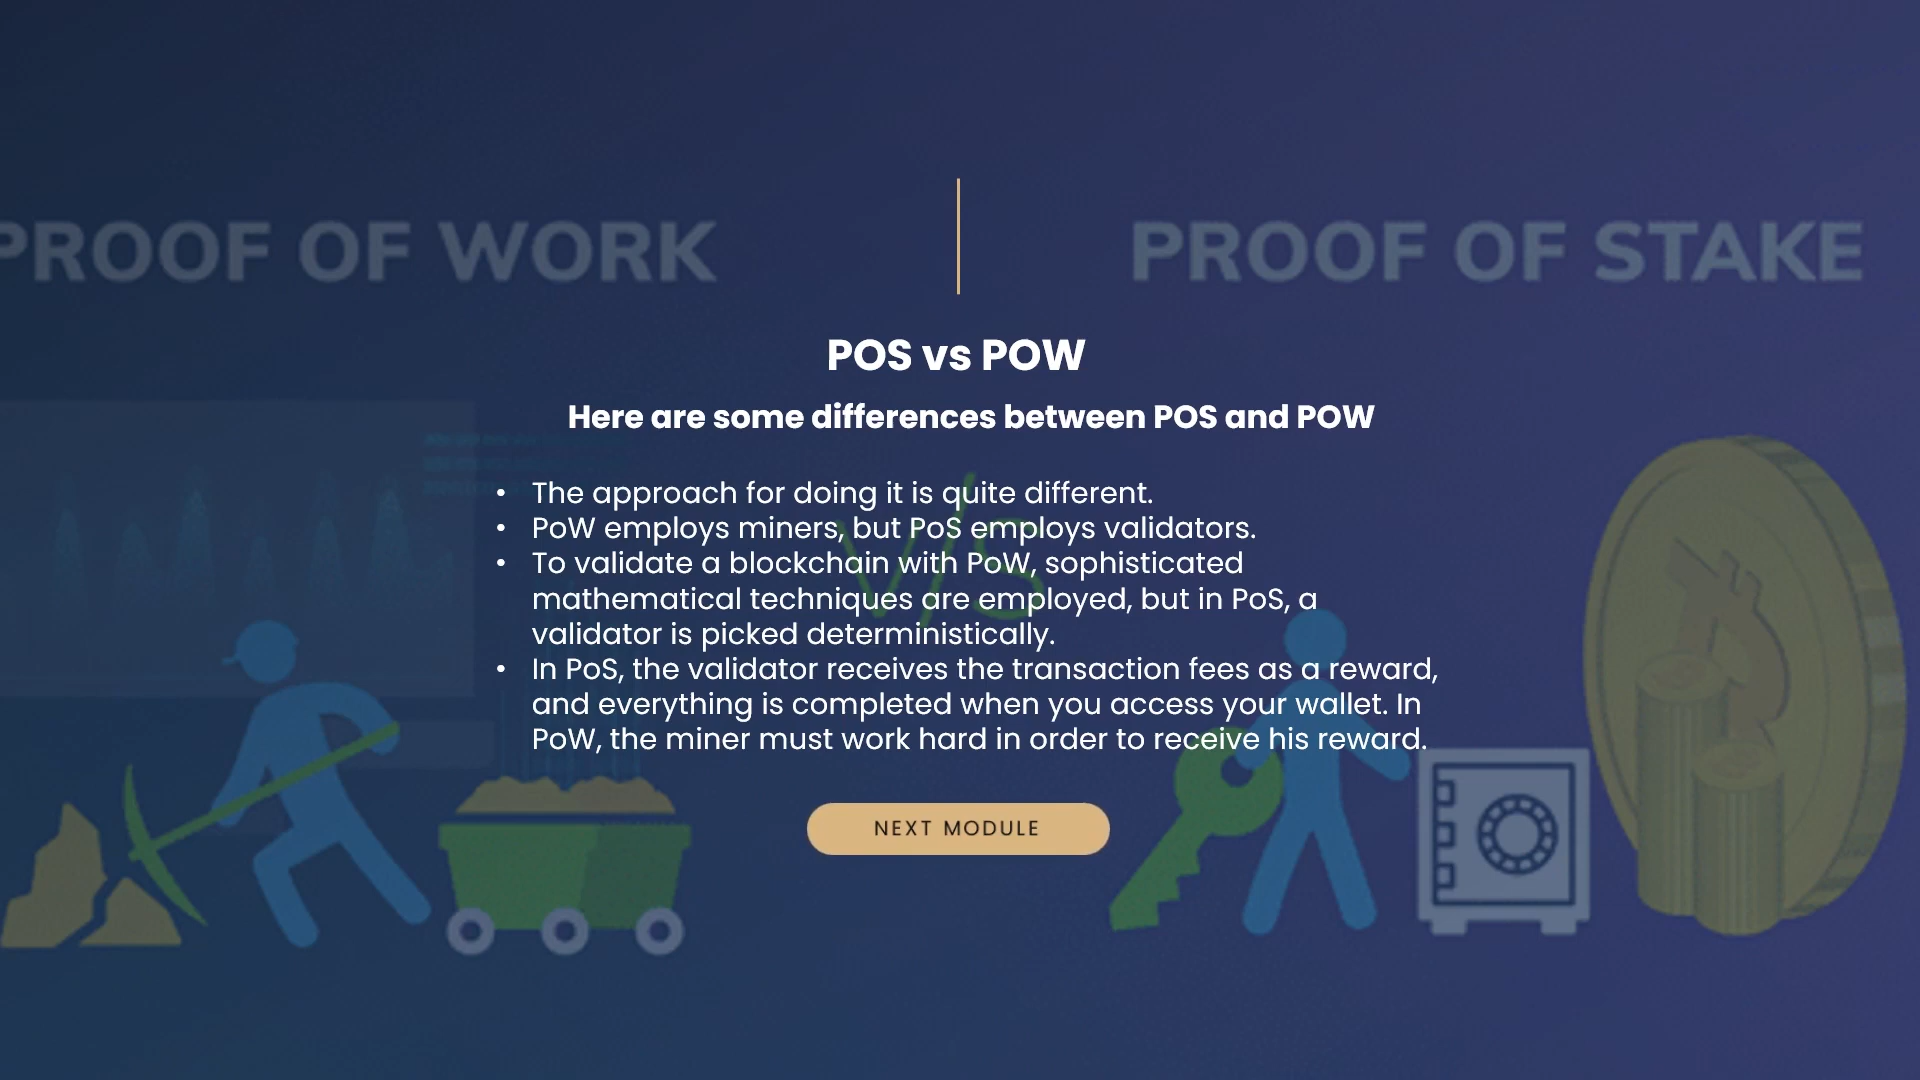 PROOF OF WORK
PROOF OF STAKE
POS vs POW
Here are some differences between POS and POW
V/S
• The approach for doing it is quite different.
• PoW employs miners, but PoS employs validators.
• To validate a blockchain with PoW, sophisticated
mathematical techniques are employed, but in PoS, a
validator is picked deterministically.
• In PoS, the validator receives the transaction fees as a reward,
and everything is completed when you access your wallet. In
PoW, the miner must work hard in order to receive his reward.
NEXT MODULE